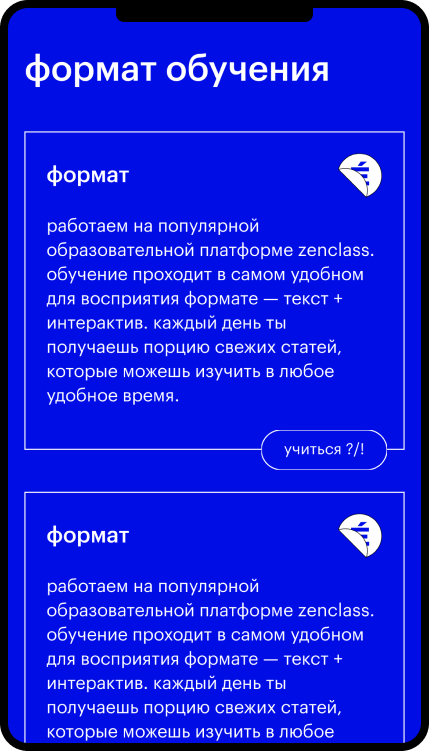 формат обучения
формат
работаем на популярной
образовательной платформе zenclass.
обучение проходит в самом удобном
для восприятия формате — текст +
интерактив. каждый день ты
получаешь порцию свежих статей,
которые можешь изучить в любое
удобное время.
учиться ?/!
формат
работаем на популярной
образовательной платформе zenclass.
обучение проходит в самом удобном
для восприятия формате — текст +
интерактив. каждый день ты
получаешь порцию свежих статей,
которые можешь изучить в любое